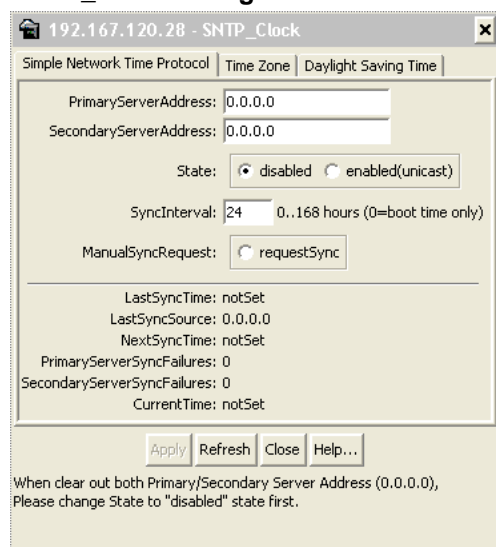 192.167.120.28 - SNTP_Clock
Simple Network Time Protocol Time Zone Daylight Saving Time
PrimaryServerAddress: 0.0.0.0
SecondaryServerAddress: 0.0.0.0
State: disabled enabled(unicast)
SyncInterval: 24 0..168 hours (0=boot time only)
ManualSyncRequest: requestSync
LastSyncTime: notSet
LastSyncSource: 0.0.0.0
NextSyncTime: notSet
PrimaryServerSyncFailures: 0
SecondaryServerSyncFailures: 0
CurrentTime: notSet
Apply Refresh Close Help...
When clear out both Primary/Secondary Server Address (0.0.0.0),
Please change State to "disabled" state first.